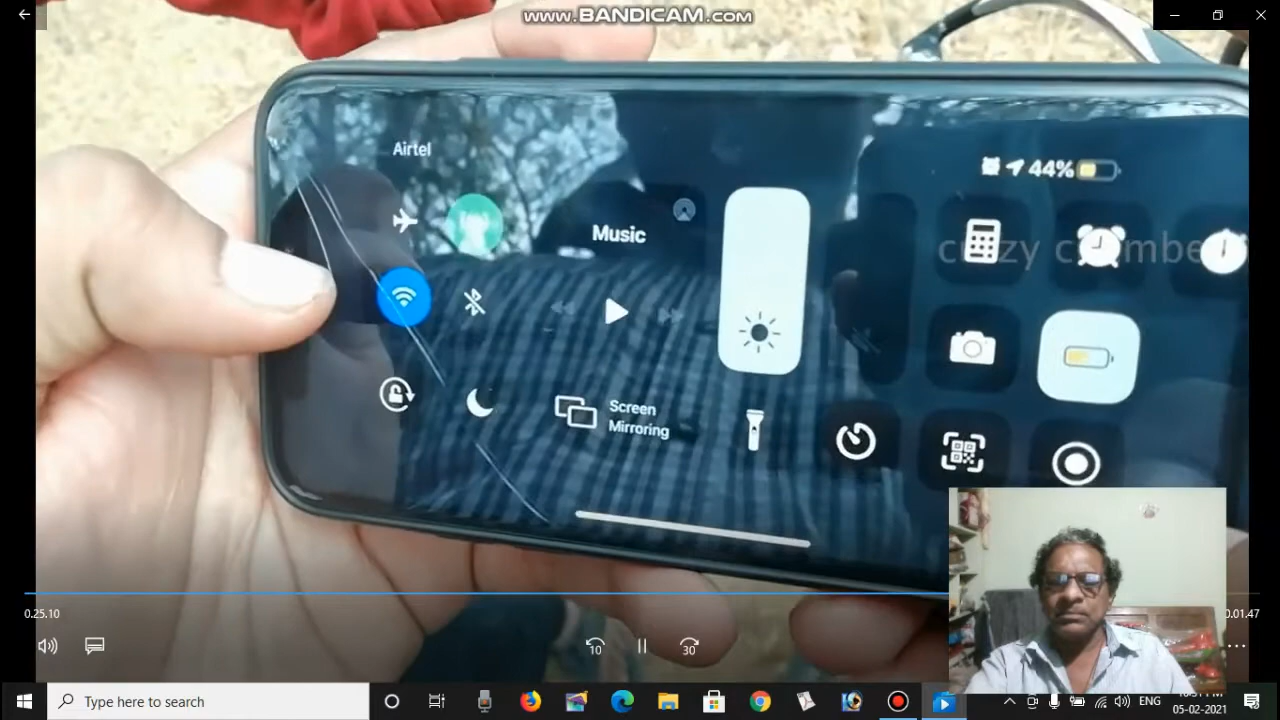 www.BANDICAM.com
Airtel
44%
Music
Screen
Mirroring
0.25.10
0.01.47
10
30
Type here to search
ENG
05-02-2021